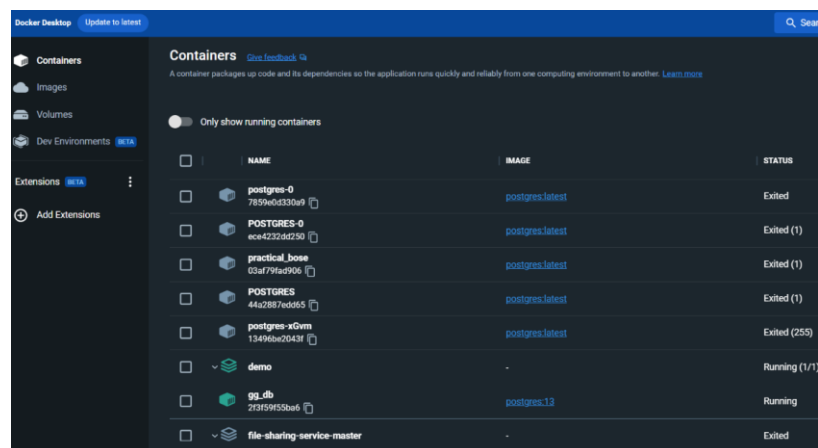 Docker Desktop Update to latest
Containers
Images
Volumes
Dev Environments BETA
Extensions BETA
Add Extensions
Containers Give feedback
A container packages up code and its dependencies so the application runs quickly and reliably from one computing environment to another. Learn more
Only show running containers
NAME IMAGE STATUS
postgres-0
7859e0d330a9 postgres:latest Exited
POSTGRES-0
ece4232dd250 postgres:latest Exited (1)
practical_bose
03af79fad906 postgres:latest Exited (1)
POSTGRES
44a2887edd65 postgres:latest Exited (1)
postgres-xGvm
13496be2043f postgres:latest Exited (255)
demo - Running (1/1)
gg_db
2f3f59f55ba6 postgres:13 Running
file-sharing-service-master - Exited